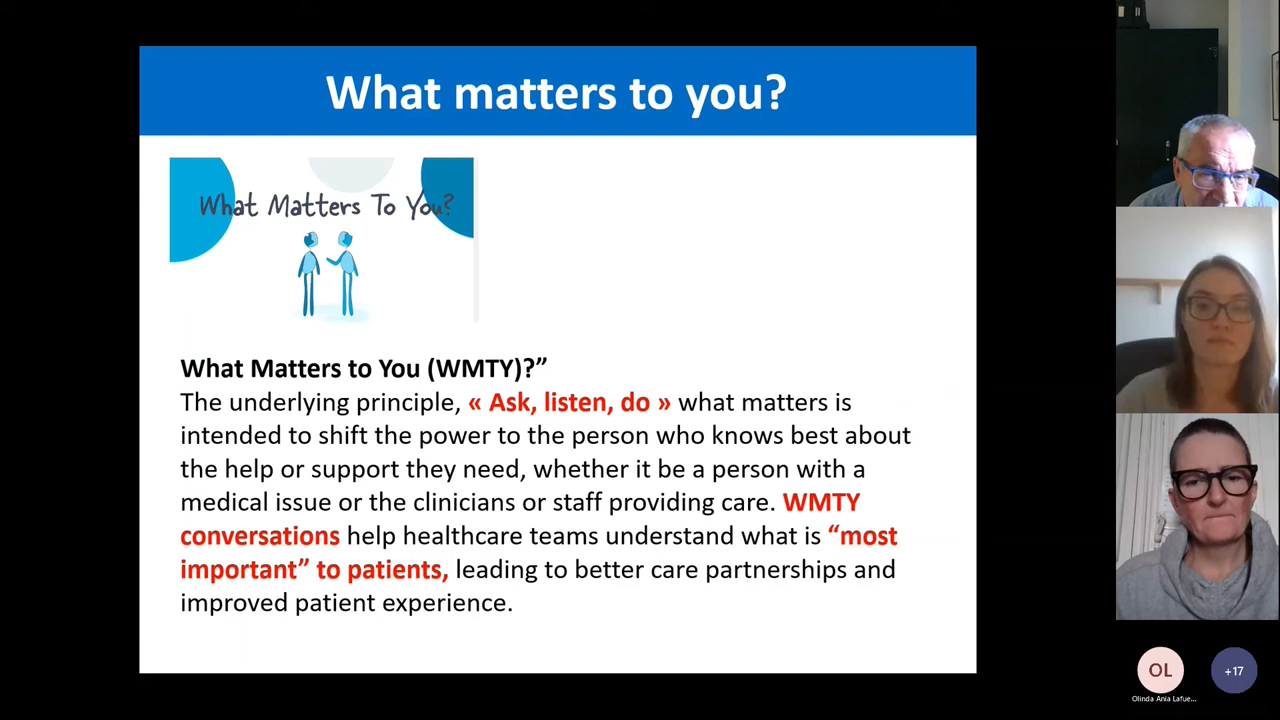 What matters to you?
What Matters To You?
What Matters to You (WMTY)?”
The underlying principle, « Ask, listen, do » what matters is
intended to shift the power to the person who knows best about
the help or support they need, whether it be a person with a
medical issue or the clinicians or staff providing care. WMTY
conversations help healthcare teams understand what is “most
important” to patients, leading to better care partnerships and
improved patient experience.
OL
+17
Olinda Ania Lafue...